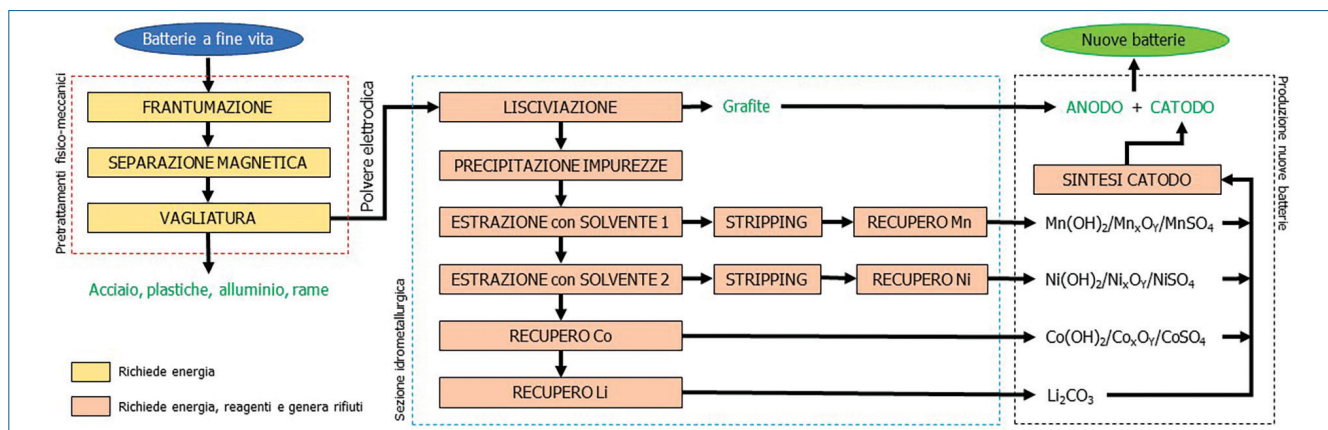 Batterie a fine vita
Pretrattamenti fisico-meccanici
FRANTUMAZIONE
SEPARAZIONE MAGNETICA
VAGLIATURA
Acciaio, plastiche, alluminio, rame
Polvere elettrodica
Richiede energia
Richiede energia, reagenti e genera rifiuti
Sezione idrometallurgica
LISCIVIAZIONE
Grafite
PRECIPITAZIONE IMPUREZZE
ESTRAZIONE con SOLVENTE 1
STRIPPING
RECUPERO Mn
ESTRAZIONE con SOLVENTE 2
STRIPPING
RECUPERO Ni
RECUPERO Co
RECUPERO Li
Nuove batterie
ANODO + CATODO
SINTESI CATODO
Mn(OH)₂/MnₓOᵧ/MnSO₄
Ni(OH)₂/NiₓOᵧ/NiSO₄
Co(OH)₂/CoₓOᵧ/CoSO₄
Li₂CO₃
Produzione nuove batterie